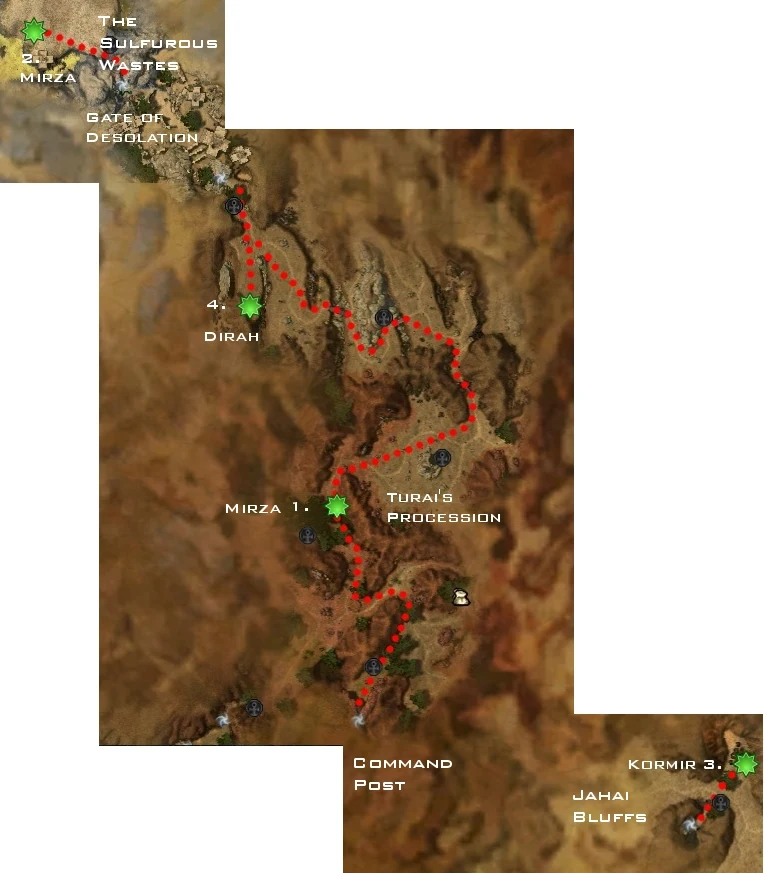 The
Sulfurous
Wastes
2.
Mirza
Gate of
Desolation
4.
Dirah
Mirza 1.
Turai's
Procession
Command
Post
Kormir 3.
Jahai
Bluffs